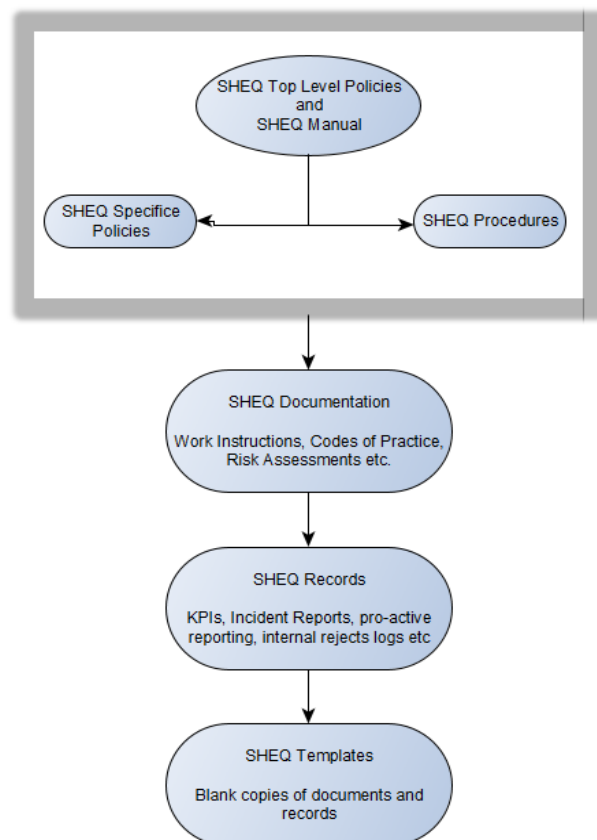 SHEQ Top Level Policies
and
SHEQ Manual
SHEQ Specifice
Policies
SHEQ Procedures
SHEQ Documentation
Work Instructions, Codes of Practice,
Risk Assessments etc.
SHEQ Records
KPIs, Incident Reports, pro-active
reporting, internal rejects logs etc
SHEQ Templates
Blank copies of documents and
records